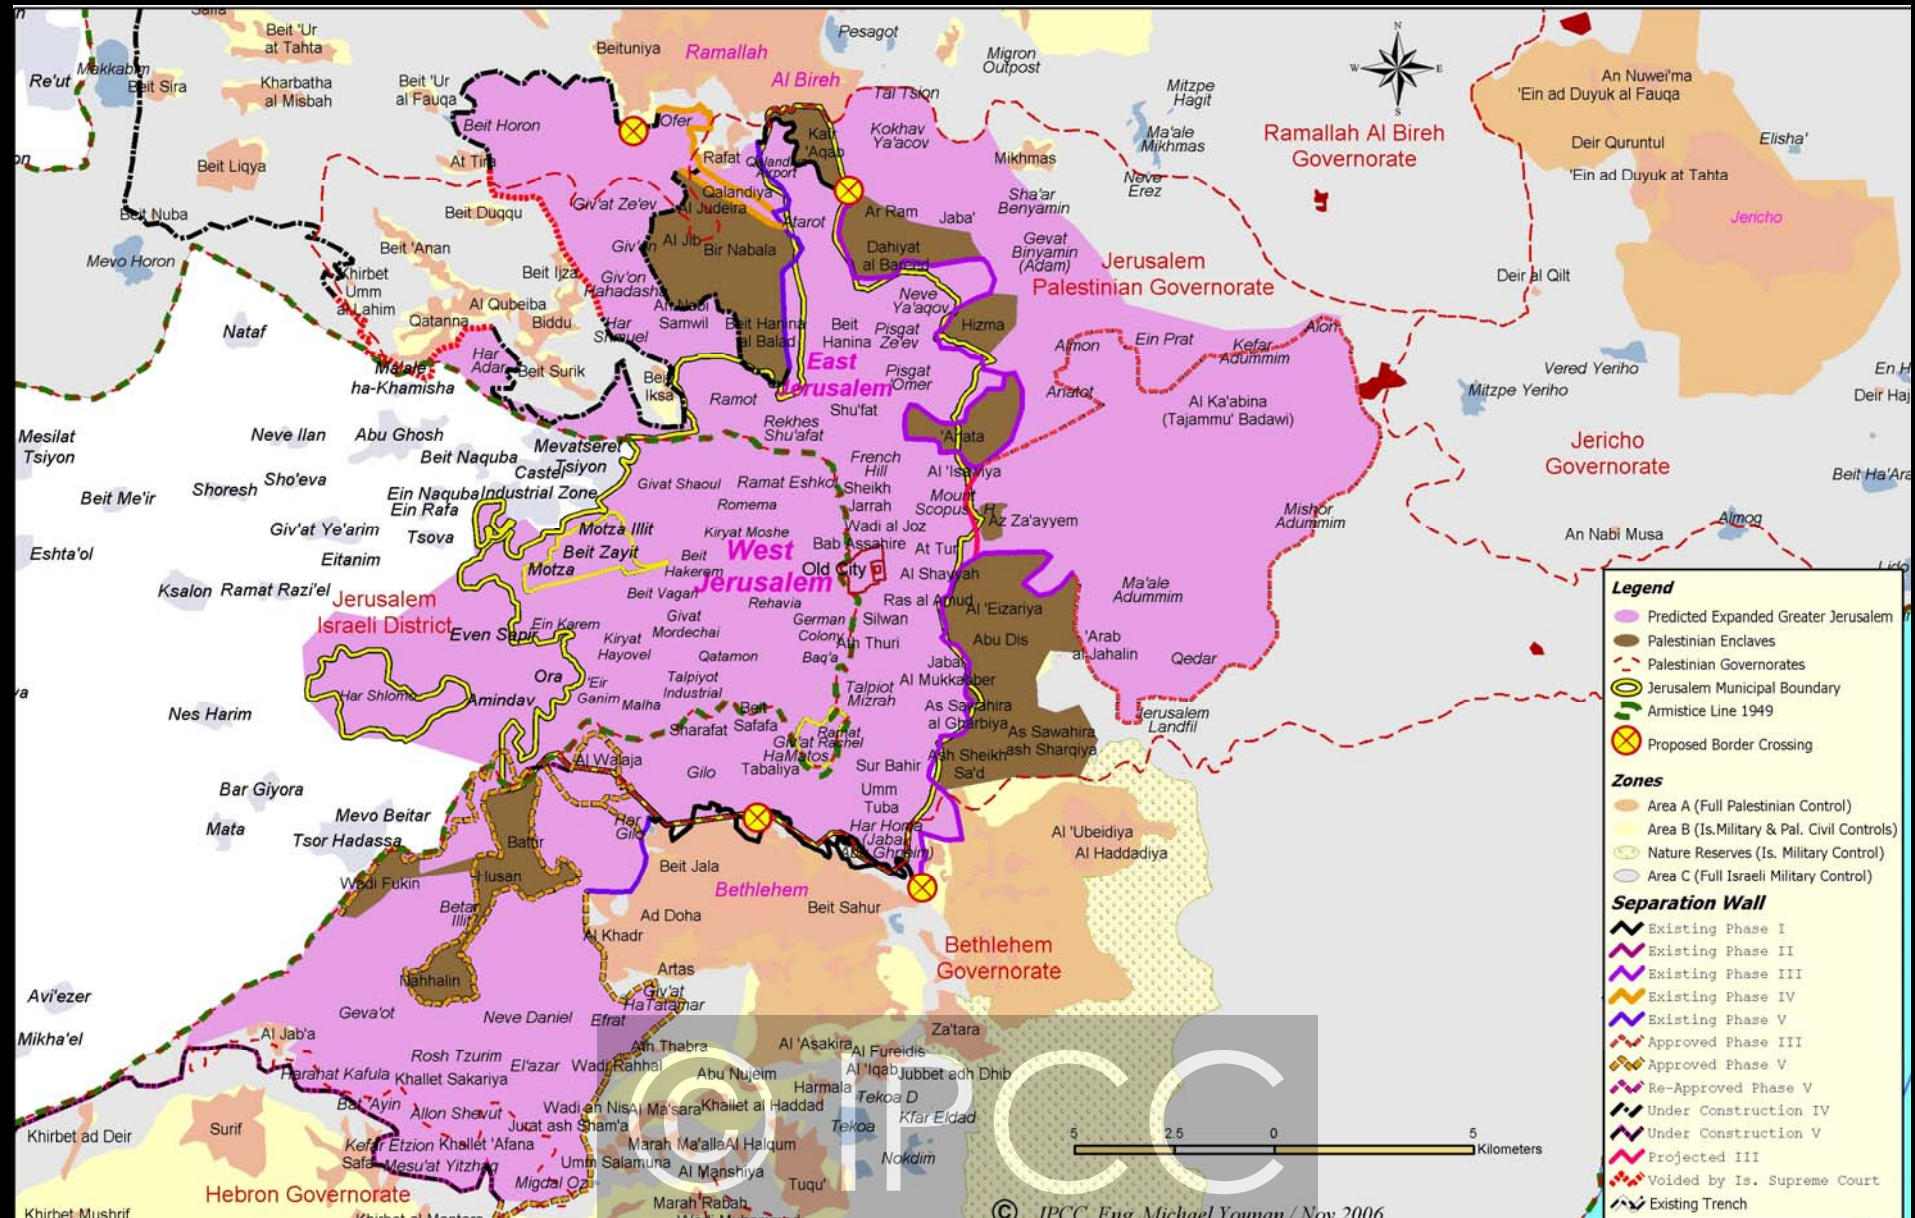 Beit 'Ur
at Tahta
Beituniya
Ramallah
Pesagot
N
Migron
Outpost
Re'ut
Makkabim
Beit Sira
Kharbatha
al Misbah
Beit 'Ur
al Fauqa
Al Bireh
Tal Tsion
Mitzpe
Hagit
W
E
S
An Nuwei'ma
'Ein ad Duyuk al Fauqa
Beit Horon
Ofer
Kafr
'Aqab
Kokhav
Ya'acov
Ma'ale
Mikhmas
Ramallah Al Bireh
Governorate
Deir Quruntul
Elisha'
Beit Liqya
At Tira
Rafat
Qalandia
Airport
Mikhmas
Neve
Erez
'Ein ad Duyuk at Tahta
Beit Nuba
Beit Duqqu
Giv'at Ze'ev
Qalandiya
Al Judeira
Atarot
Ar Ram
Jaba'
Sha'ar
Benyamin
Jericho
Mevo Horon
Beit 'Anan
Giv'on
Al Jib
Bir Nabala
Dahiyat
al Bareed
Gevat
Binyamin
(Adam)
Jerusalem
Palestinian Governorate
Deir al Qilt
Khirbet
Umm
al Lahim
Beit Ijza
Giv'on
Hahadasha
Al Qubeiba
An Nabi
Samwil
Neve
Ya'aqov
Nataf
Qatanna
Biddu
Har
Shmuel
Beit Hanina
al Balad
Beit
Hanina
Pisgat
Ze'ev
Hizma
Almon
Ein Prat
Kefar
Adummim
Alon
Ma'ale
ha-Khamisha
Har
Adar
Beit Surik
Beit
Iksa
East
Jerusalem
Pisgat
'Omer
Anatot
Vered Yeriho
Mitzpe Yeriho
En H
Deir Haj
Ramot
Shu'fat
Al Ka'abina
(Tajammu' Badawi)
Mesilat
Tsiyon
Neve Ilan
Abu Ghosh
Rekhes
Shu'afat
'Anata
Jericho
Governorate
Beit Naquba
Mevatseret
Tsiyon
Castel
French
Hill
Al 'Isawiya
Beit Ha'Ara
Beit Me'ir
Shoresh
Sho'eva
Ein Naquba
Industrial Zone
Ein Rafa
Givat Shaoul
Ramat Eshkol
Sheikh
Jarrah
Romema
Mount
Scopus
Giv'at Ye'arim
Tsova
Motza Illit
Kiryat Moshe
Wadi al Joz
Az Za'ayyem
Mishor
Adummim
Almog
An Nabi Musa
Eshta'ol
Eitanim
Beit Zayit
West
Jerusalem
Bab Assahire
At Tur
Motza
Beit
Hakerem
Old City
Al Shayyah
Lido
Ksalon
Ramat Razi'el
Jerusalem
Israeli District
Beit Vagan
Rehavia
Ras al Amud
Al 'Eizariya
Ma'ale
Adummim
Even Sapir
Ein Karem
Givat
Mordechai
German
Colony
Silwan
Kiryat
Hayovel
Ath Thuri
Abu Dis
'Arab
al-Jahalin
Qedar
Ora
Qatamon
Baq'a
Jabal
Al Mukkabber
Har Shlomo
Amindav
'Eir
Ganim
Talpiyot
Industrial
Malha
Talpiot
Mizrah
Nes Harim
Beit
Safafa
Sharafat
As Sawahira
al Gharbiya
Jerusalem
Landfil
As Sawahira
ash Sharqiya
Ramat
Rachel
Giv'at
HaMatos
Ash Sheikh
Sa'd
Al Walaja
Gilo
Tabaliya
Sur Bahir
Bar Giyora
Umm
Tuba
Mata
Mevo Beitar
Tsor Hadassa
Battir
Har
Gilo
Har Homa
(Jabal
Abu Ghneim)
Al 'Ubeidiya
Al Haddadiya
Wadi Fukin
Husan
Beit Jala
Bethlehem
Betar
Illit
Ad Doha
Beit Sahur
Al Khadr
Bethlehem
Governorate
Nahhalin
Artas
Avi'ezer
Giv'at
HaTatamar
Mikha'el
Geva'ot
Neve Daniel
Efrat
Al Jab'a
Za'tara
Rosh Tzurim
El'azar
Wadi Rahhal
Ath Thabra
Al 'Asakira
Al Fureidis
Haranat Kafula
Khallet Sakariya
Abu Nujeim
Al 'Iqab
Jubbet adh Dhib
Harmala
Bat 'Ayin
Allon Shevut
Wadi an Nis
Al Ma'sara
Khallet al Haddad
Tekoa D
Kfar Eldad
Khirbet ad Deir
Surif
Jurat ash Sham'a
Tekoa
Kefar Etzion
Khallet 'Afana
Marah Ma'alla
Al Halqum
Safa
Mesu'at Yitzhaq
Umm Salamuna
Al Manshiya
Nokdim
Migdal Oz
Tuqu'
Hebron Governorate
Marah Rabah
Khirbet Mushrif
© IPCC
5 2.5 0 5
Kilometers
© IPCC, Eng. Michael Younan / Nov 2006
Legend
Predicted Expanded Greater Jerusalem
Palestinian Enclaves
Palestinian Governorates
Jerusalem Municipal Boundary
Armistice Line 1949
Proposed Border Crossing
Zones
Area A (Full Palestinian Control)
Area B (Is.Military & Pal. Civil Controls)
Nature Reserves (Is. Military Control)
Area C (Full Israeli Military Control)
Separation Wall
Existing Phase I
Existing Phase II
Existing Phase III
Existing Phase IV
Existing Phase V
Approved Phase III
Approved Phase V
Re-Approved Phase V
Under Construction IV
Under Construction V
Projected III
Voided by Is. Supreme Court
Existing Trench